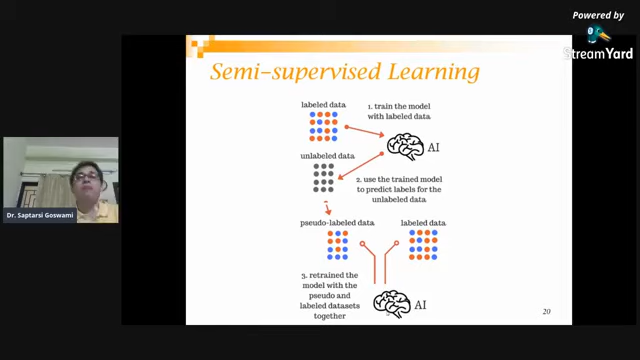 Powered by
StreamYard
Semi-supervised Learning
labeled data
1. train the model
with labeled data
AI
unlabeled data
2. use the trained model
to predict labels for the
unlabeled data
pseudo-labeled data
labeled data
3. retrained the
model with the
pseudo and
labeled datasets
together
AI
20
Dr. Saptarsi Goswami